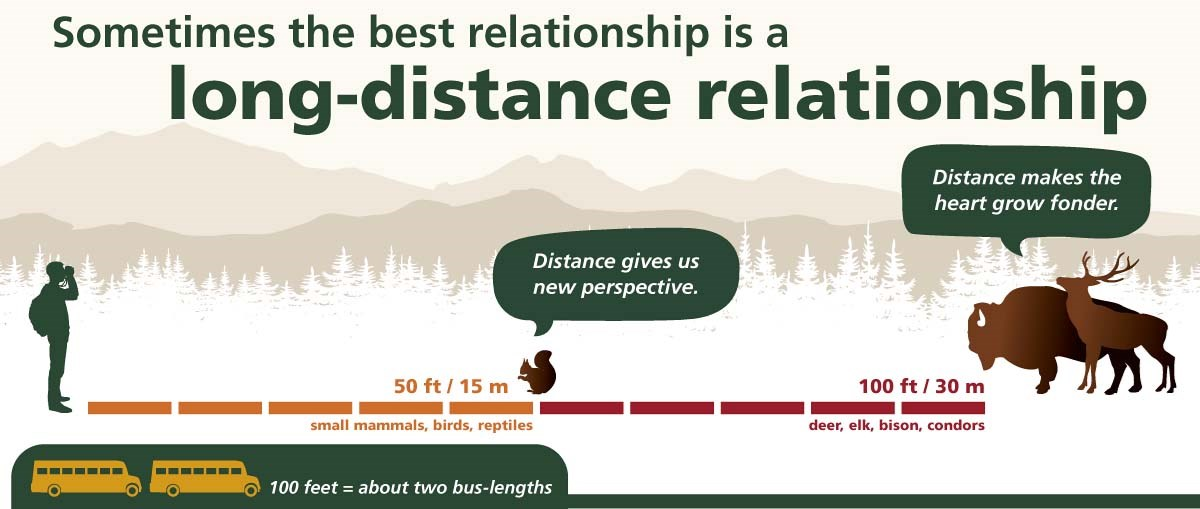 Sometimes the best relationship is a
long-distance relationship
Distance makes the
heart grow fonder.
Distance gives us
new perspective.
50 ft / 15 m
100 ft / 30 m
small mammals, birds, reptiles
deer, elk, bison, condors
100 feet = about two bus-lengths